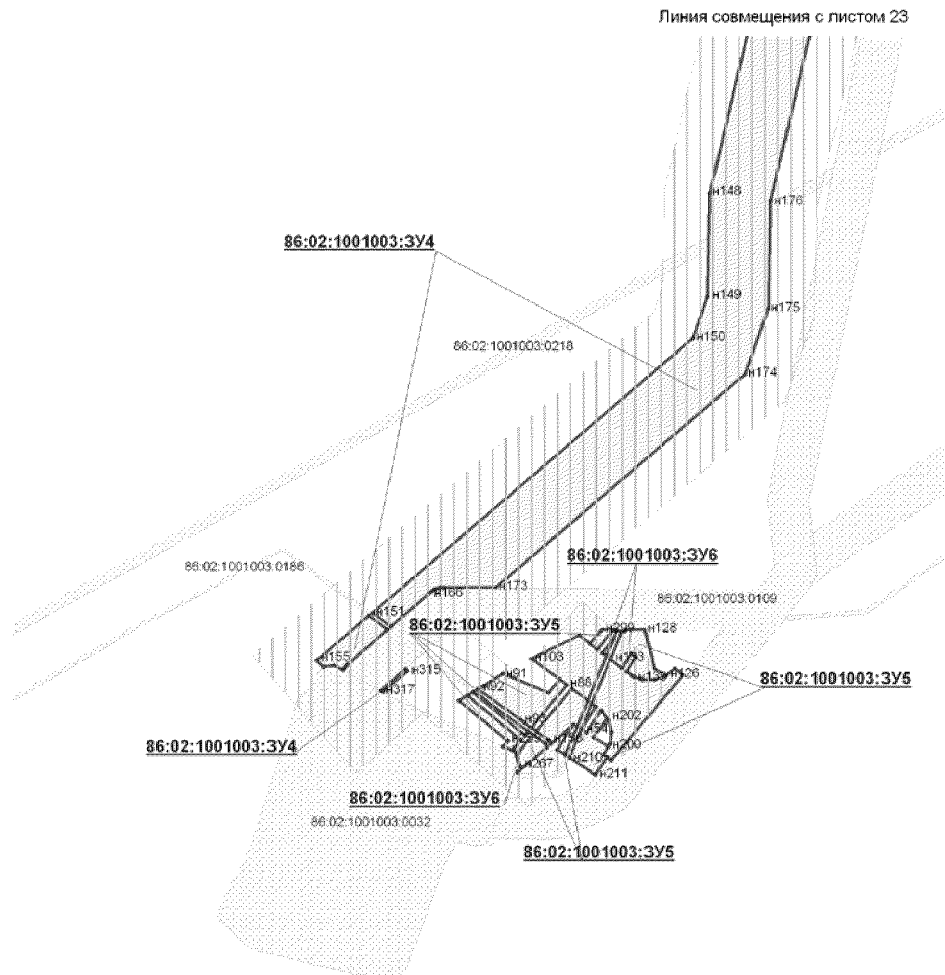 Линия совмещения с листом 23
н148
н176
86:02:1001003:ЗУ4
н149
н175
н150
86:02:1001003:0218
н174
86:02:1001003:ЗУ6
86:02:1001003:0186
н173
н166
86:02:1001003:0109
н151
86:02:1001003:ЗУ5
н128
н155
н103
н315
н91
н126
86:02:1001003:ЗУ5
н317
н92
н88
н202
н200
86:02:1001003:ЗУ4
н210
н267
н211
86:02:1001003:ЗУ6
86:02:1001003:0032
86:02:1001003:ЗУ5